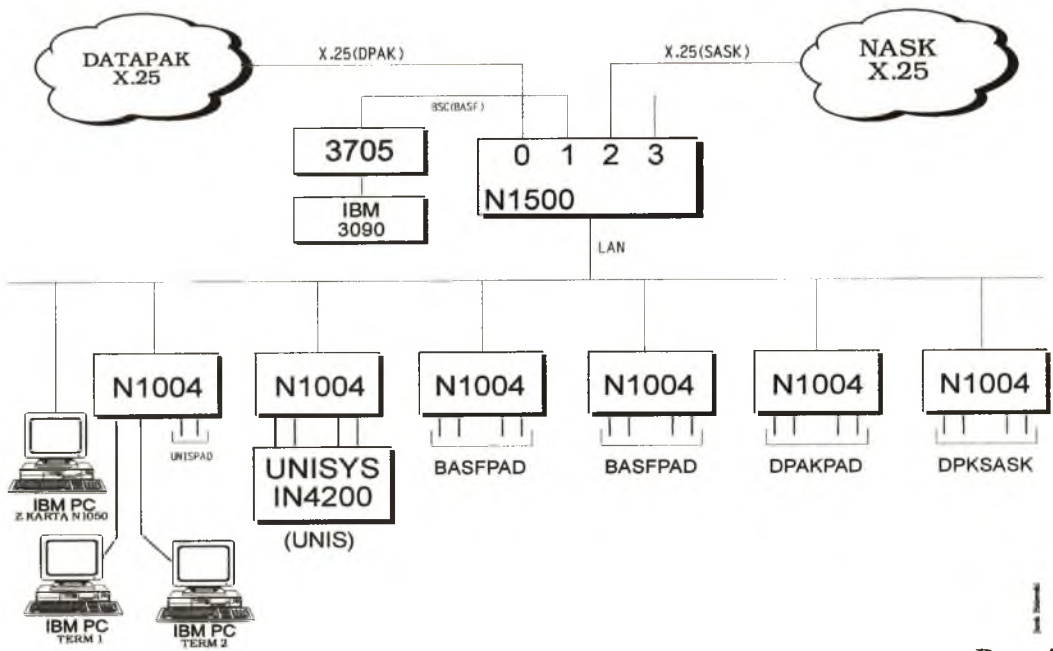 DATAPAK
X.25
X.25(DPAK)
X.25(SASK)
NASK
X.25
BSC(BASF)
3705
IBM
3090
0 1 2 3
N1500
LAN
N1004
N1004
N1004
N1004
N1004
N1004
UNISPAD
UNISYS
IN4200
(UNIS)
BASFPAD
BASFPAD
DPAKPAD
DPKSASK
IBM PC
Z KARTA N1050
IBM PC
TERM 1
IBM PC
TERM 2